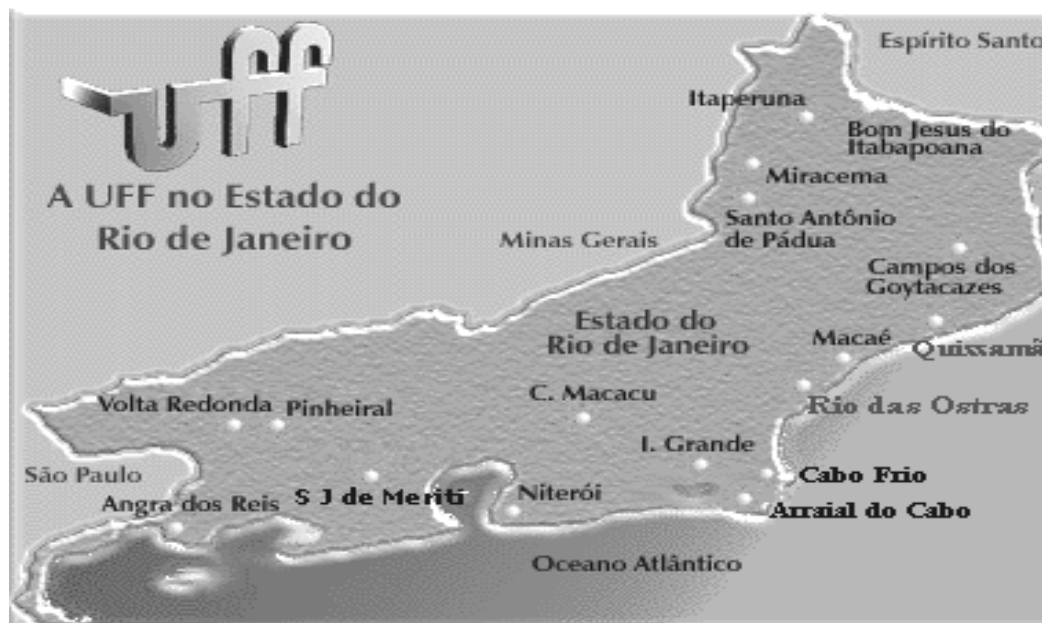 Espírito Santo
uff
A UFF no Estado do
Rio de Janeiro
Itaperuna
Bom Jesus do
Itabapoana
Miracema
Santo Antônio
de Pádua
Minas Gerais
Campos dos
Goytacazes
Estado do
Rio de Janeiro
Macaé
Quissamã
Volta Redonda
Pinheiral
C. Macacu
Rio das Ostras
I. Grande
São Paulo
Angra dos Reis
S J de Meriti
Niterói
Cabo Frio
Arraial do Cabo
Oceano Atlântico